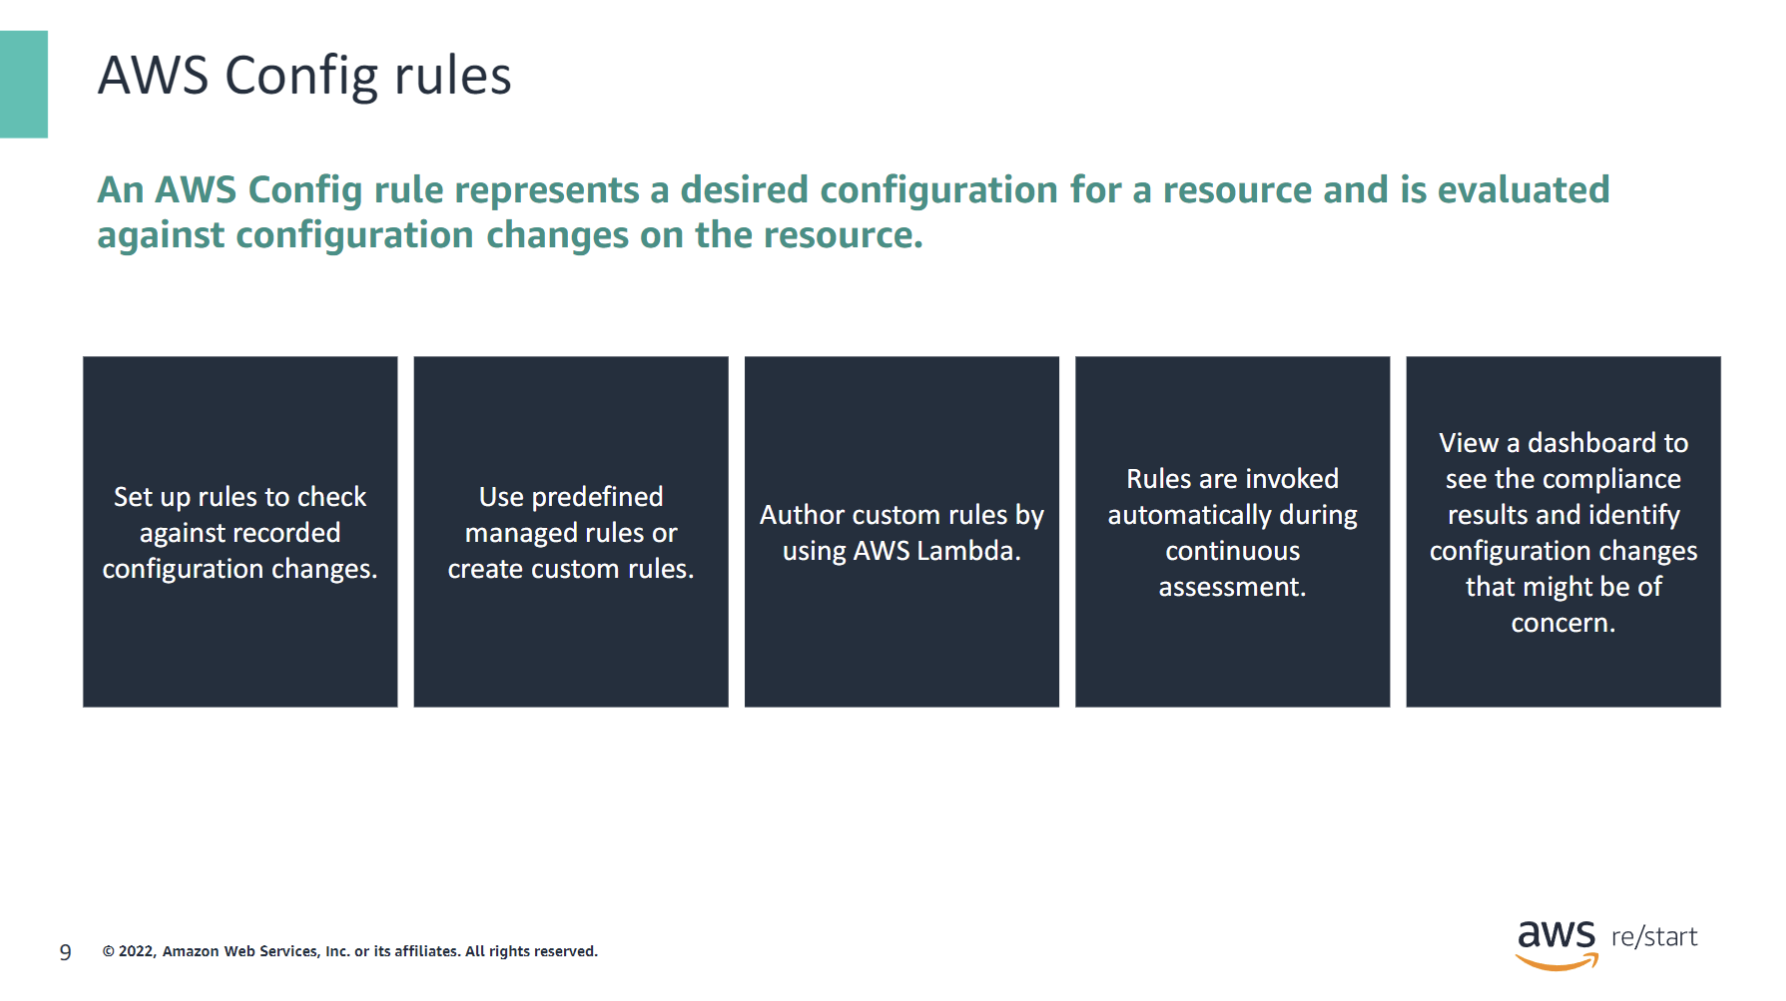 AWS Config rules
An AWS Config rule represents a desired configuration for a resource and is evaluated
against configuration changes on the resource.
Set up rules to check
against recorded
configuration changes.
Use predefined
managed rules or
create custom rules.
Author custom rules by
using AWS Lambda.
Rules are invoked
automatically during
continuous
assessment.
View a dashboard to
see the compliance
results and identify
configuration changes
that might be of
concern.
9
© 2022, Amazon Web Services, Inc. or its affiliates. All rights reserved.
aws re/start